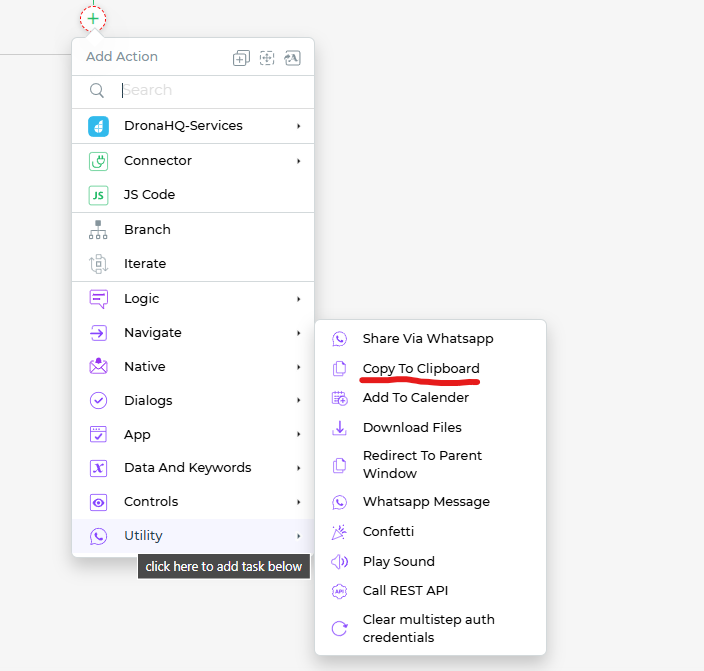 Add Action
Search
DronaHQ-Services
Connector
JS
JS Code
Branch
Iterate
Logic
Navigate
Native
Dialogs
App
Data And Keywords
Controls
Utility
click here to add task below
Share Via Whatsapp
Copy To Clipboard
Add To Calender
Download Files
Redirect To Parent
Window
Whatsapp Message
Confetti
Play Sound
API
Call REST API
Clear multistep auth
credentials